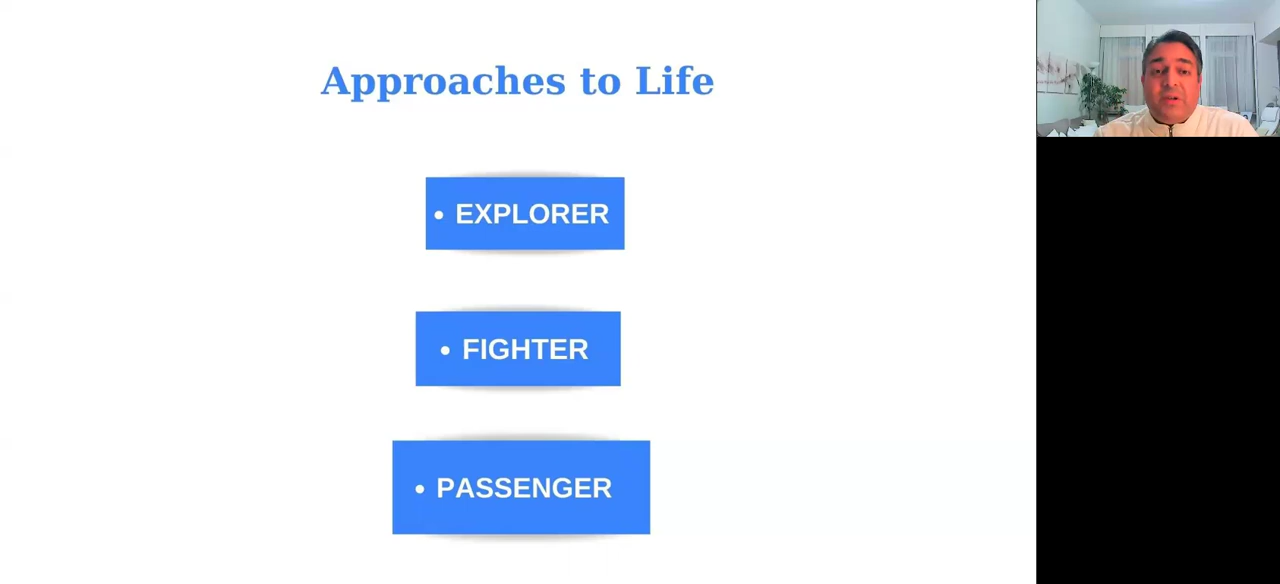 Approaches to Life
• EXPLORER
• FIGHTER
• PASSENGER